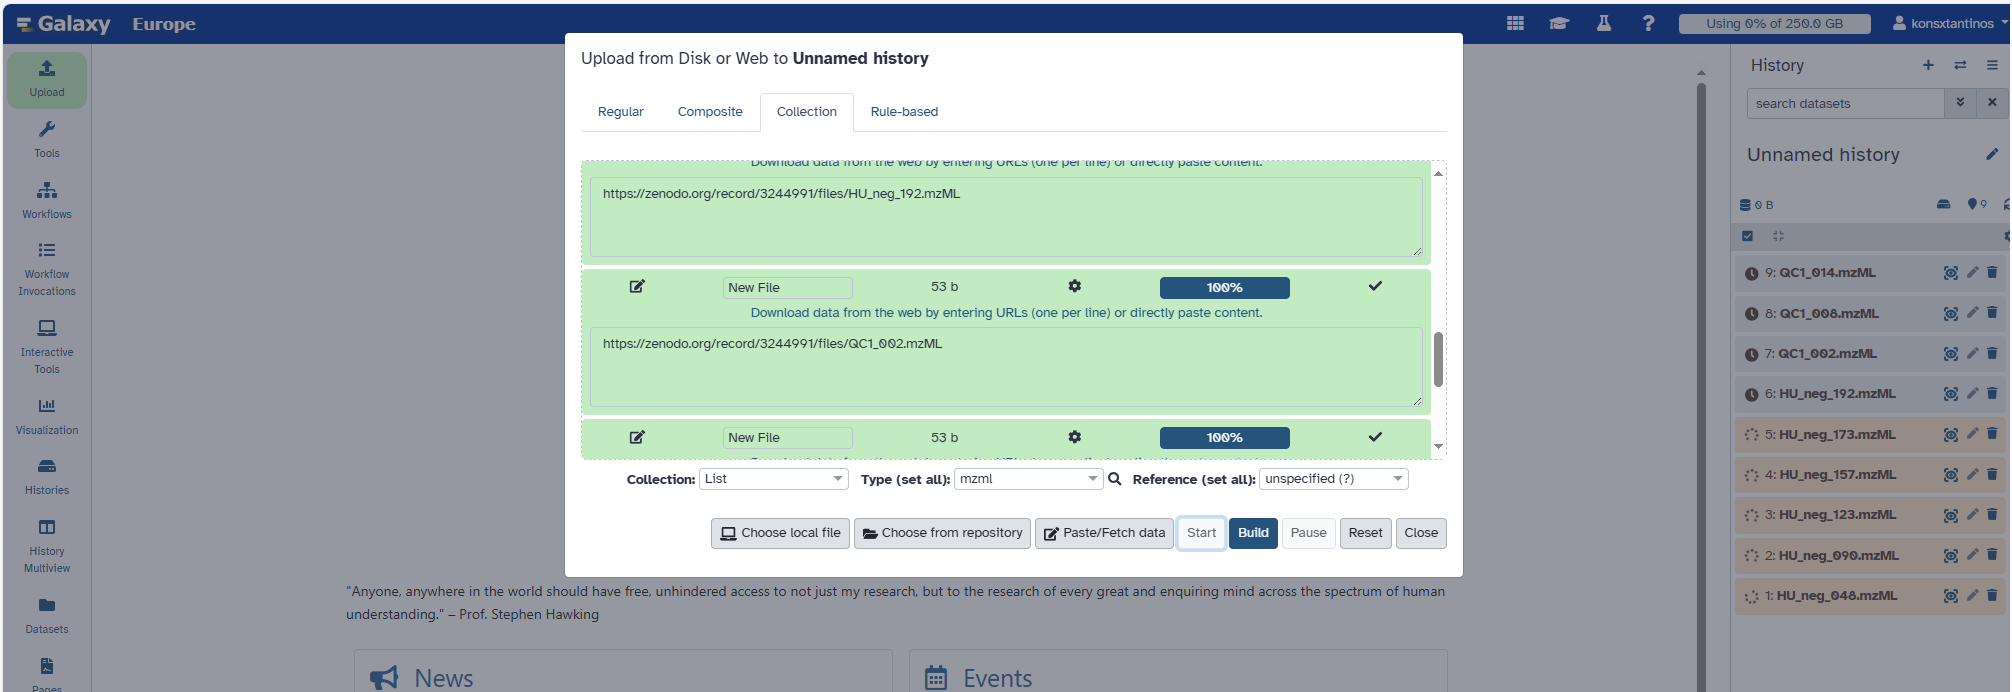 Galaxy Europe
Using 0% of 250.0 GB
konsxtantinos
Upload
Tools
Workflows
Workflow
Invocations
Interactive
Tools
Visualization
Histories
History
Multiview
Datasets
Pages
Upload from Disk or Web to Unnamed history
Regular Composite Collection Rule-based
Download data from the web by entering URLs (one per line) or directly paste content.
https://zenodo.org/record/3244991/files/HU_neg_192.mzML
New File 53 b 100%
Download data from the web by entering URLs (one per line) or directly paste content.
https://zenodo.org/record/3244991/files/QC1_002.mzML
New File 53 b 100%
Collection: List Type (set all): mzml Reference (set all): unspecified (?)
Choose local file Choose from repository Paste/Fetch data Start Build Pause Reset Close
"Anyone, anywhere in the world should have free, unhindered access to not just my research, but to the research of every great and enquiring mind across the spectrum of human
understanding." – Prof. Stephen Hawking
News Events
History
search datasets
Unnamed history
0 B 9
9: QC1_014.mzML
8: QC1_008.mzML
7: QC1_002.mzML
6: HU_neg_192.mzML
5: HU_neg_173.mzML
4: HU_neg_157.mzML
3: HU_neg_123.mzML
2: HU_neg_090.mzML
1: HU_neg_048.mzML